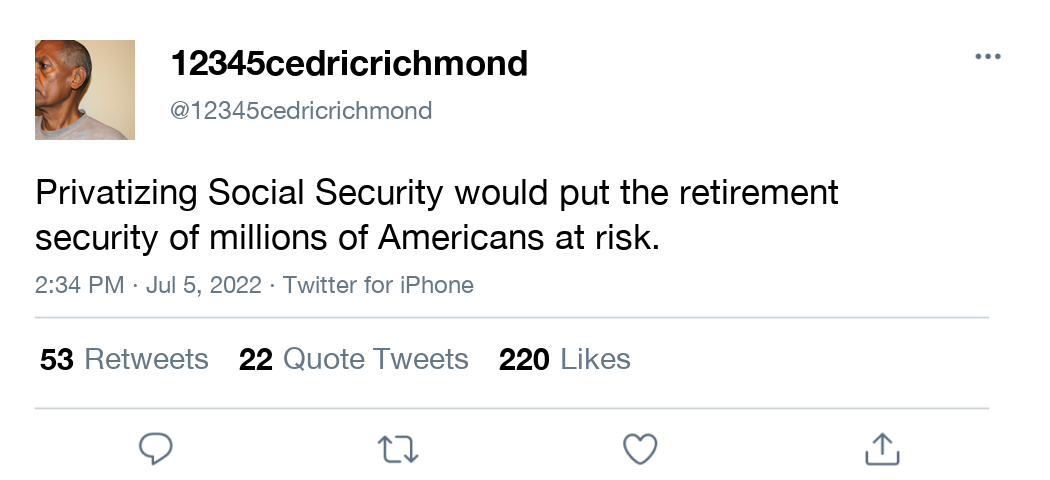 12345cedricrichmond
@12345cedricrichmond
Privatizing Social Security would put the retirement
security of millions of Americans at risk.
2:34 PM · Jul 5, 2022 · Twitter for iPhone
53 Retweets 22 Quote Tweets 220 Likes